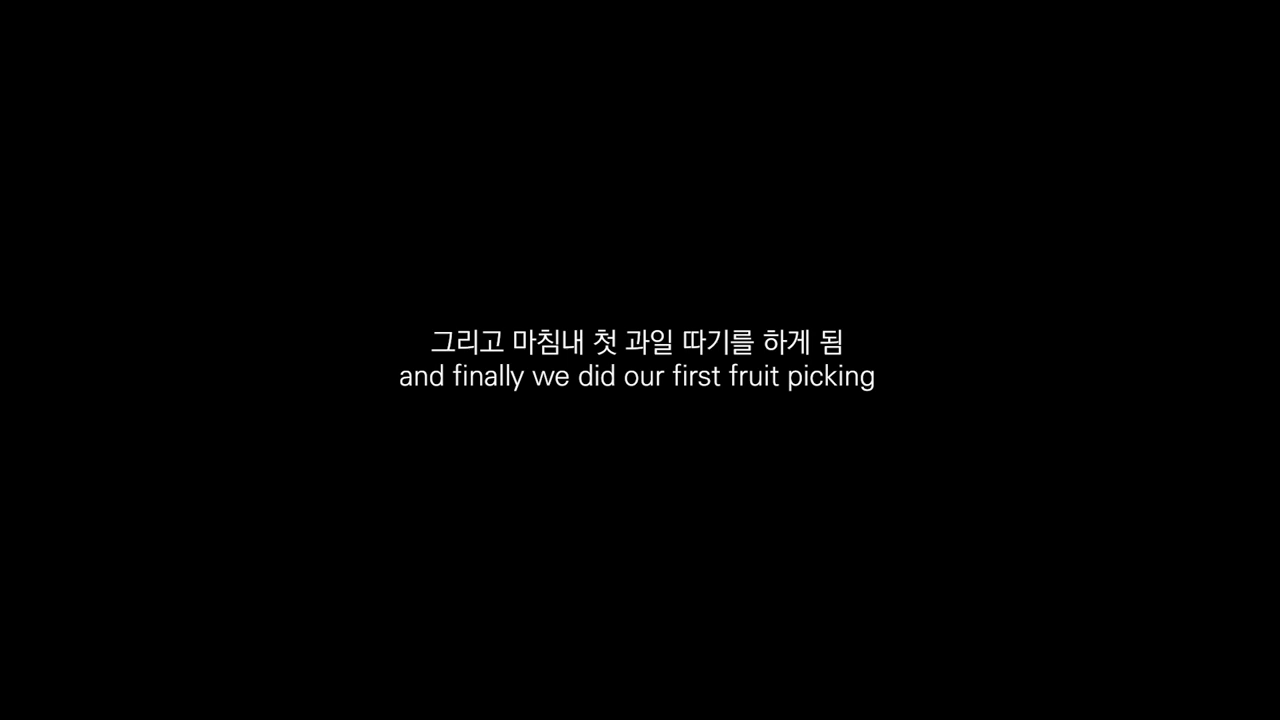 그리고 마침내 첫 과일 따기를 하게 됨
and finally we did our first fruit picking